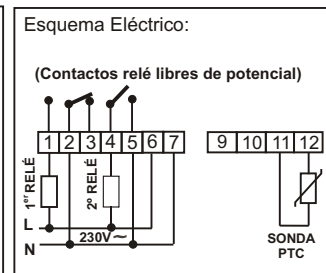 Esquema Eléctrico:
(Contactos relé libres de potencial)
1 2 3 4 5 6 7 9 10 11 12
1er RELÉ
2º RELÉ
L
230V ~
N
SONDA
PTC